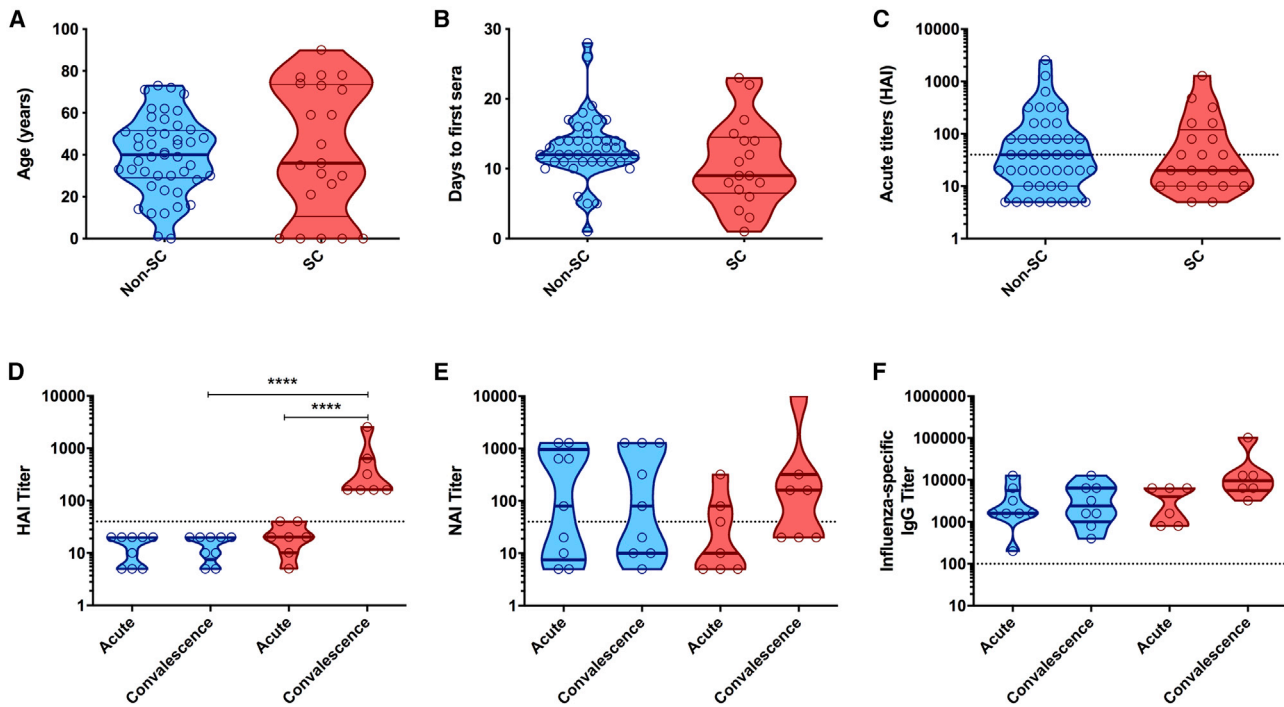 A
Age (years)
100
80
60
40
20
0
Non-SC
SC
B
Days to first sera
30
20
10
0
Non-SC
SC
C
Acute titers (HAI)
10000
1000
100
10
1
Non-SC
SC
D
HAI Titer
10000
1000
100
10
1
****
****
Acute
Convalescence
Acute
Convalescence
E
NAI Titer
10000
1000
100
10
1
Acute
Convalescence
Acute
Convalescence
F
Influenza-specific
IgG Titer
1000000
100000
10000
1000
100
10
Acute
Convalescence
Acute
Convalescence